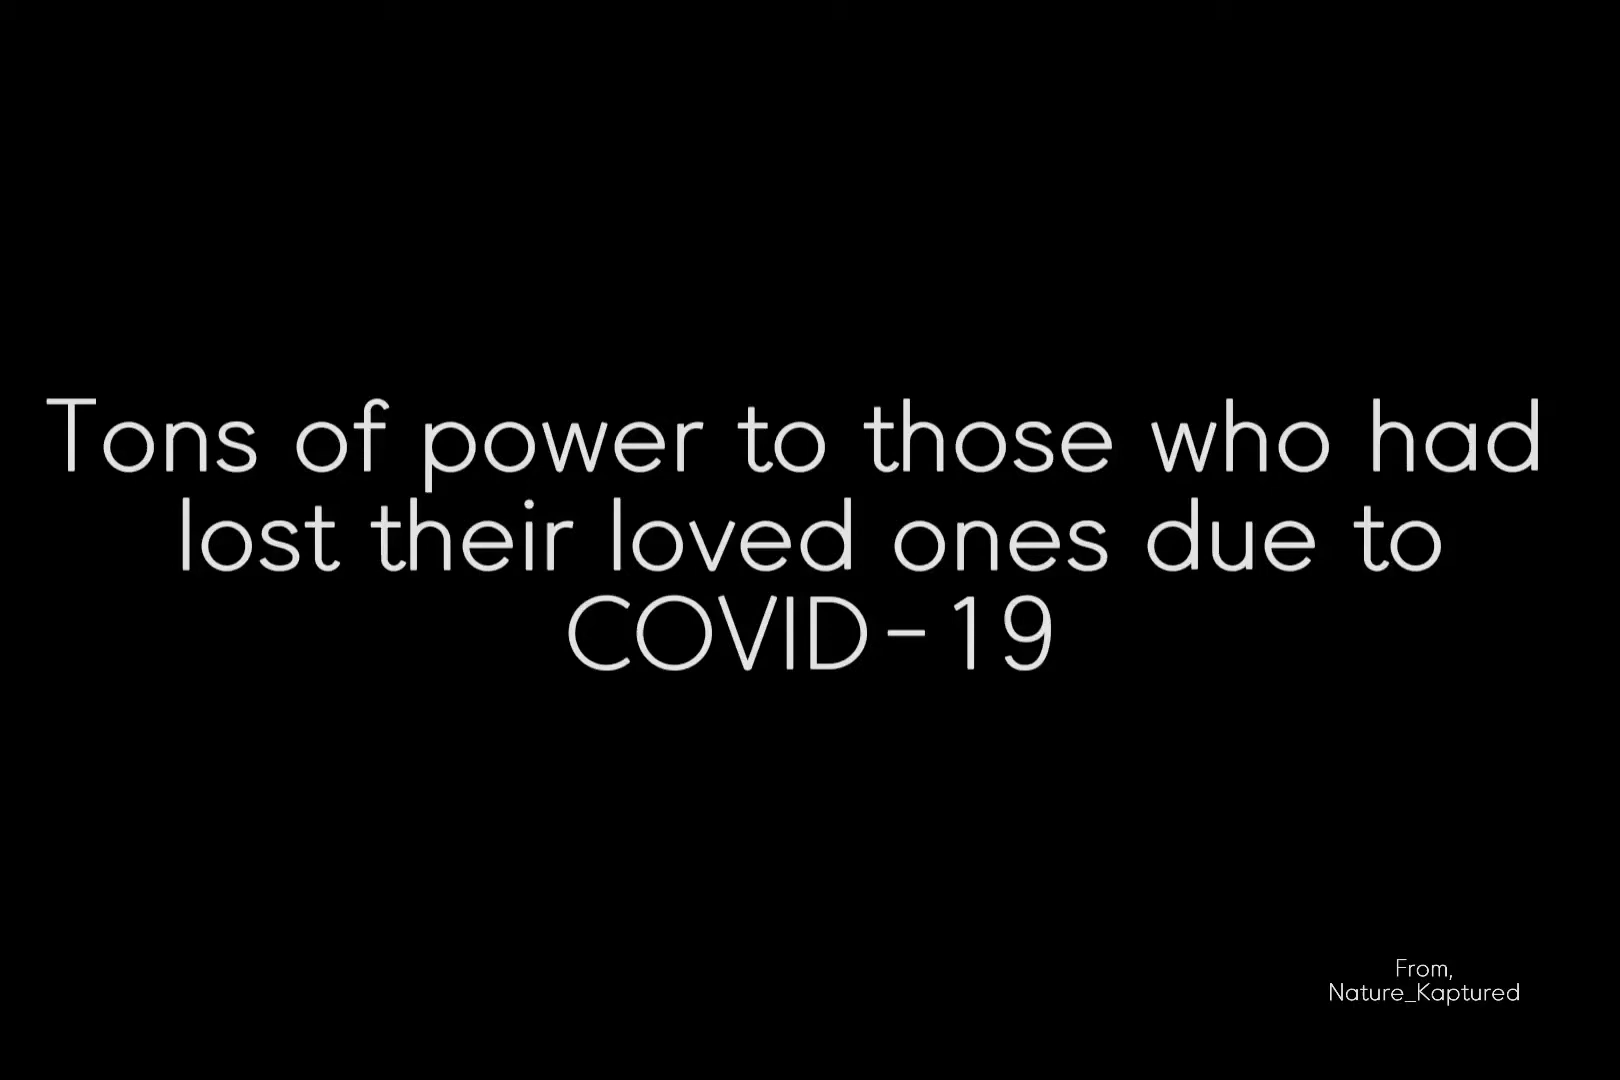 Tons of power to those who had
lost their loved ones due to
COVID-19
From,
Nature_Kaptured